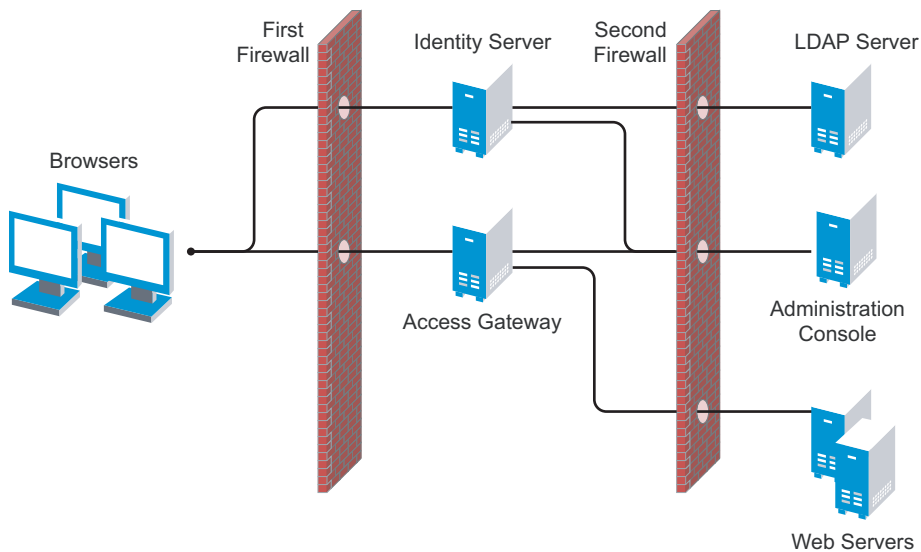 First
Firewall
Identity Server
Second
Firewall
LDAP Server
Browsers
Access Gateway
Administration
Console
Web Servers